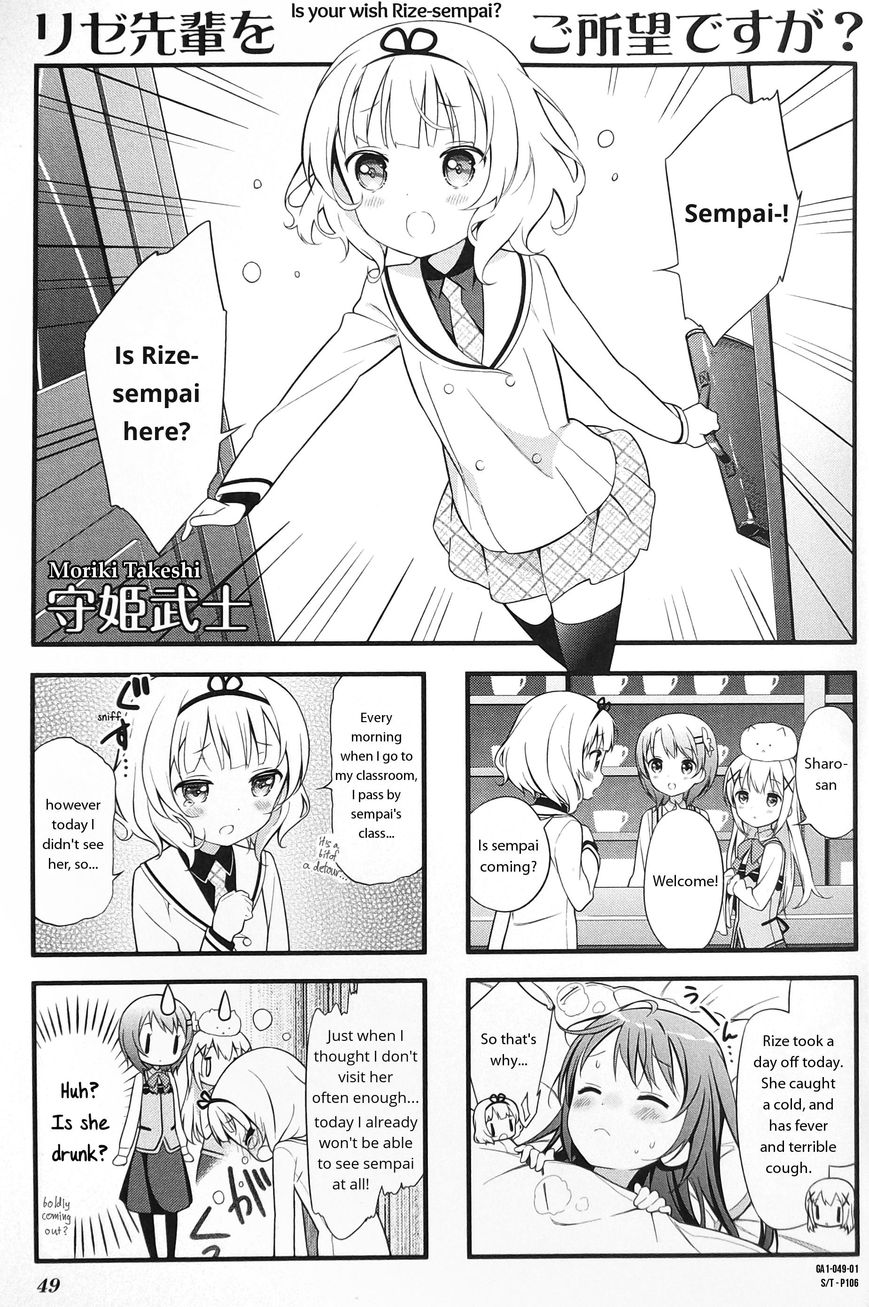 Is your wish Rize-sempai?
リゼ先輩を ご所望ですが？
Sempai-!
Is Rize-
sempai
here?
Moriki Takeshi
守姫武士
Sharo-
san
Welcome!
Is sempai
coming?
Every
morning
when I go to
my classroom,
I pass by
sempai's
class...
it's a
bit of
a detour...
ぐ
す
…
sniff
however
today I
didn't see
her, so...
Rize took a
day off today.
She caught
a cold, and
has fever
and terrible
cough.
う
〜
ん
…
So that's
why...
Just when I
thought I don't
visit her
often enough...
today I already
won't be able
to see sempai
at all!
がくっ
Huh?
Is she
drunk?
boldly
coming
out?
49
GA1-049-01
S/T - P106